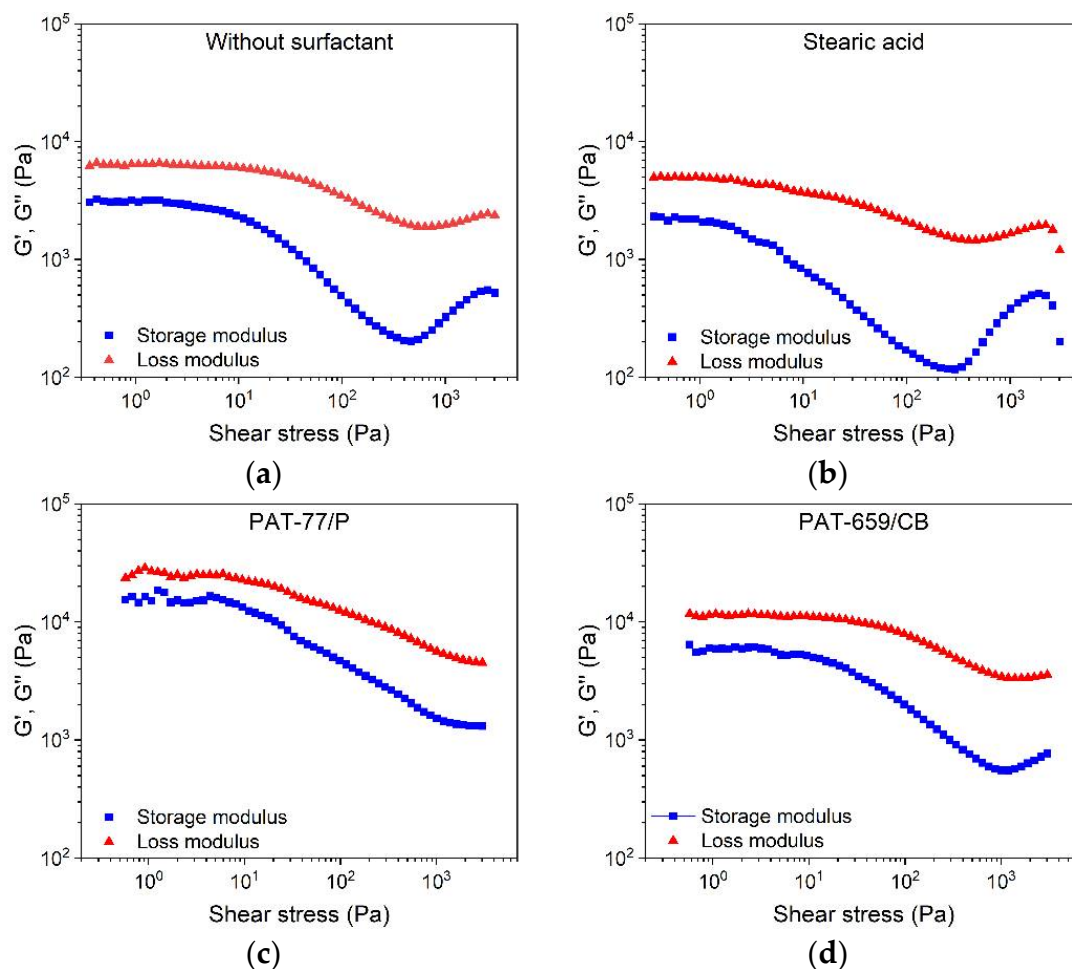 Without surfactant
10⁵
10⁴
10³
10²
G', G'' (Pa)
Storage modulus
Loss modulus
10⁰ 10¹ 10² 10³
Shear stress (Pa)
(a)
Stearic acid
10⁵
10⁴
10³
10²
G', G'' (Pa)
Storage modulus
Loss modulus
10⁰ 10¹ 10² 10³
Shear stress (Pa)
(b)
PAT-77/P
10⁵
10⁴
10³
10²
G', G'' (Pa)
Storage modulus
Loss modulus
10⁰ 10¹ 10² 10³
Shear stress (Pa)
(c)
PAT-659/CB
10⁵
10⁴
10³
10²
G', G'' (Pa)
Storage modulus
Loss modulus
10⁰ 10¹ 10² 10³
Shear stress (Pa)
(d)